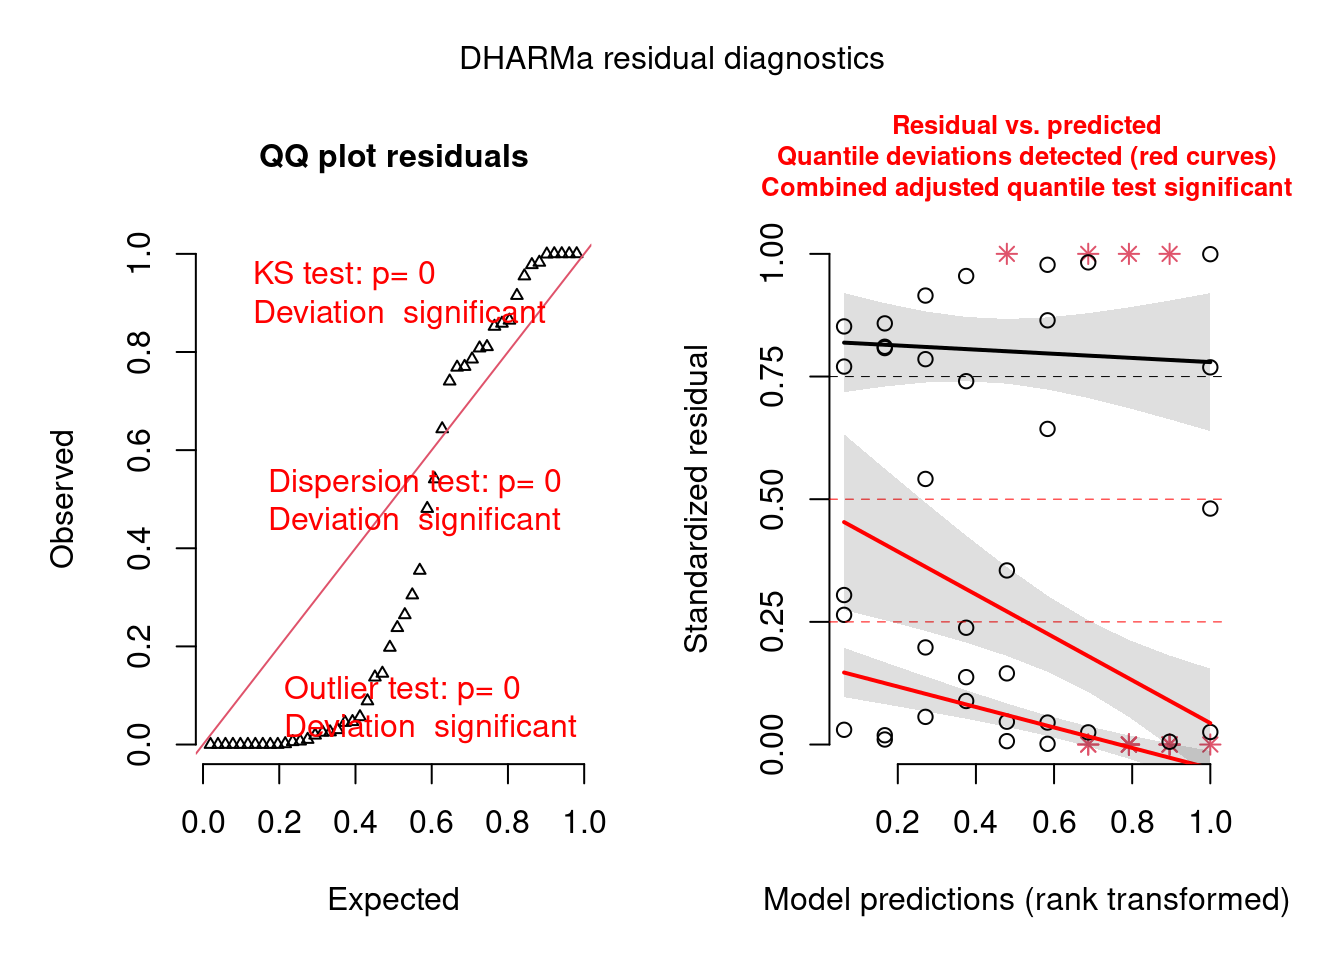 DHARMa residual diagnostics
QQ plot residuals
KS test: p= 0
Deviation  significant
Dispersion test: p= 0
Deviation  significant
Outlier test: p= 0
Deviation  significant
Observed
0.0 0.2 0.4 0.6 0.8 1.0
0.0 0.2 0.4 0.6 0.8 1.0
Expected
Residual vs. predicted
Quantile deviations detected (red curves)
Combined adjusted quantile test significant
Standardized residual
0.00 0.25 0.50 0.75 1.00
0.2 0.4 0.6 0.8 1.0
Model predictions (rank transformed)